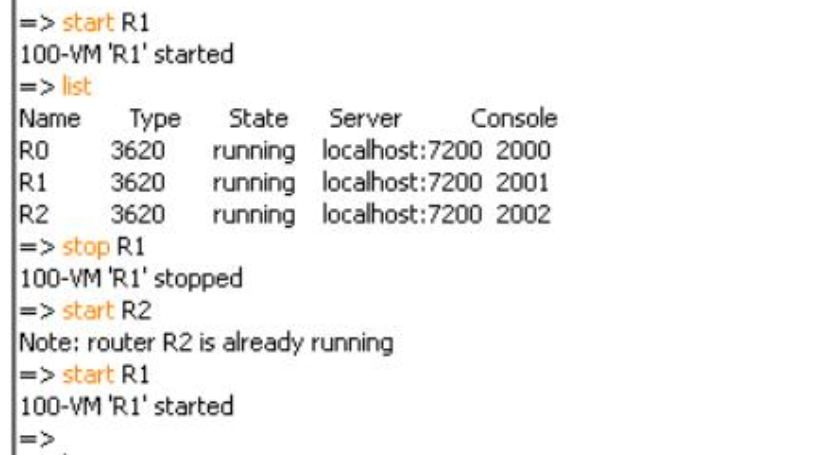 => start R1
100-VM 'R1' started
=> list
Name Type State Server Console
R0 3620 running localhost:7200 2000
R1 3620 running localhost:7200 2001
R2 3620 running localhost:7200 2002
=> stop R1
100-VM 'R1' stopped
=> start R2
Note: router R2 is already running
=> start R1
100-VM 'R1' started
=>